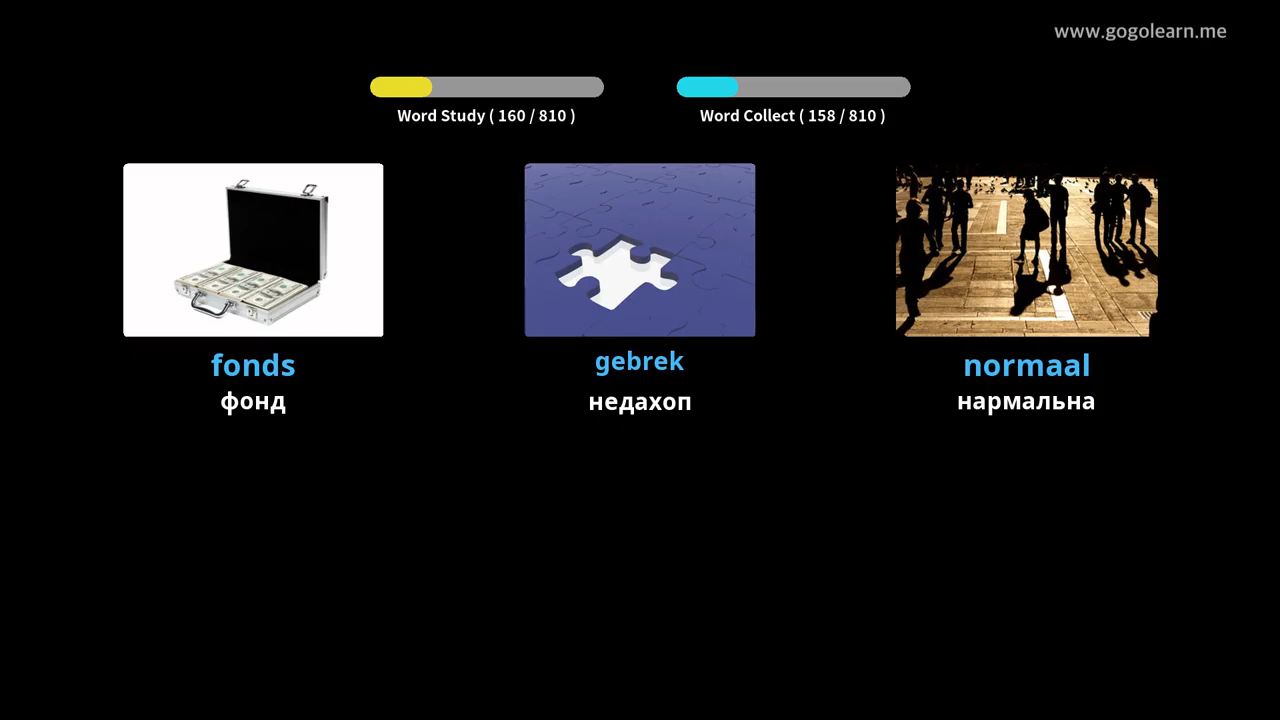 www.gogolearn.me
Word Study ( 160 / 810 )
Word Collect ( 158 / 810 )
fonds
фонд
gebrek
недахоп
normaal
нармальна